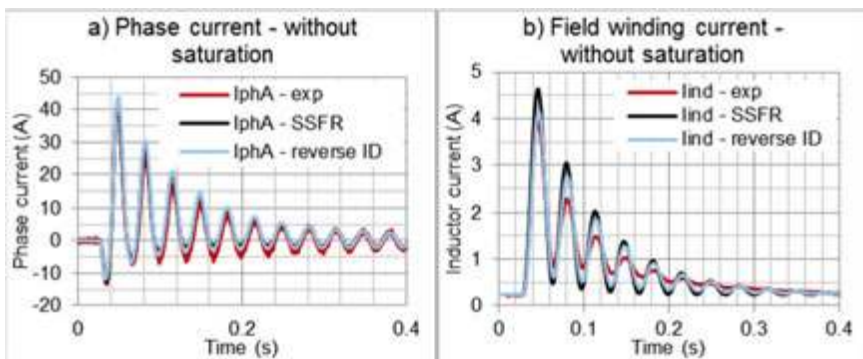 a) Phase current - without
saturation
50
40
30
20
10
0
-10
-20
Phase current (A)
IphA - exp
IphA - SSFR
IphA - reverse ID
0
0.2
0.4
Time (s)
b) Field winding current -
without saturation
5
4
3
2
1
0
Inductor current (A)
Iind - exp
Iind - SSFR
Iind - reverse ID
0
0.1
0.2
0.3
0.4
Time (s)